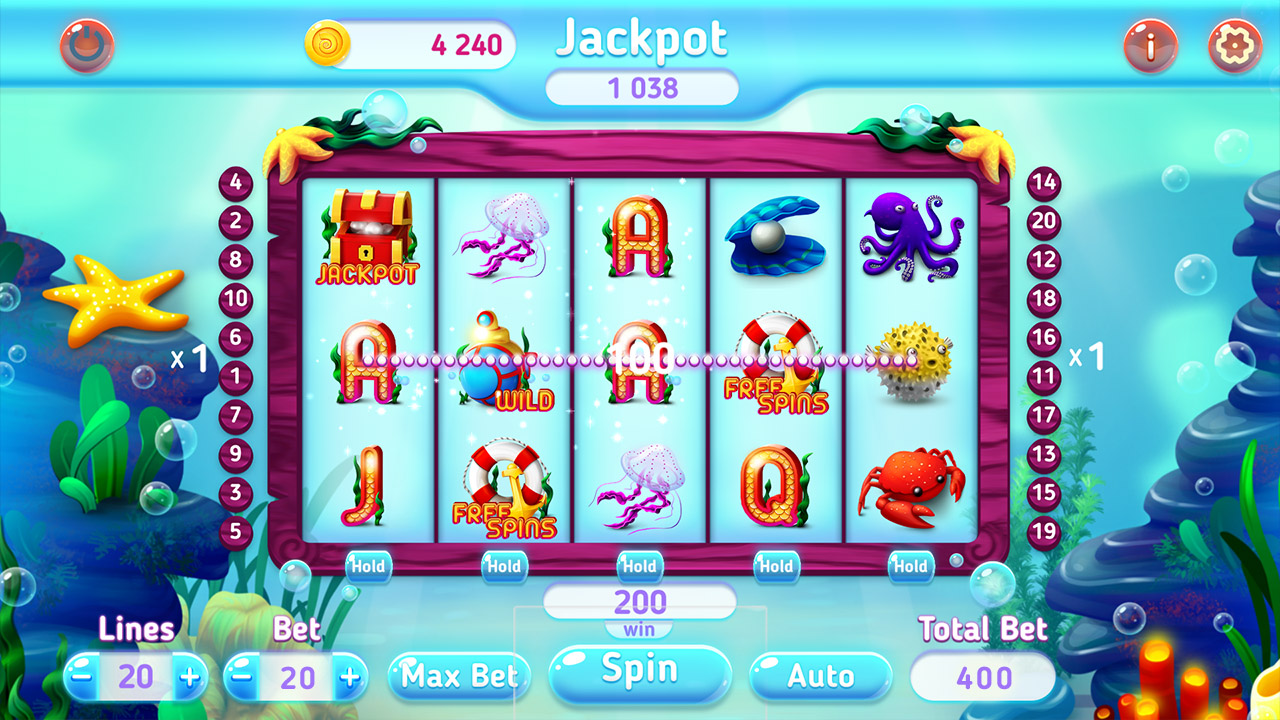 4 240
Jackpot
1 038
i
4
2
8
10
6
1
7
9
3
5
x1
JACKPOT
A
A
WILD
A
100
FREE
SPINS
J
FREE
SPINS
Q
14
20
12
18
16
11
17
13
15
19
x1
Hold
Hold
Hold
Hold
Hold
200
win
Lines
20
Bet
20
Max Bet
Spin
Auto
Total Bet
400